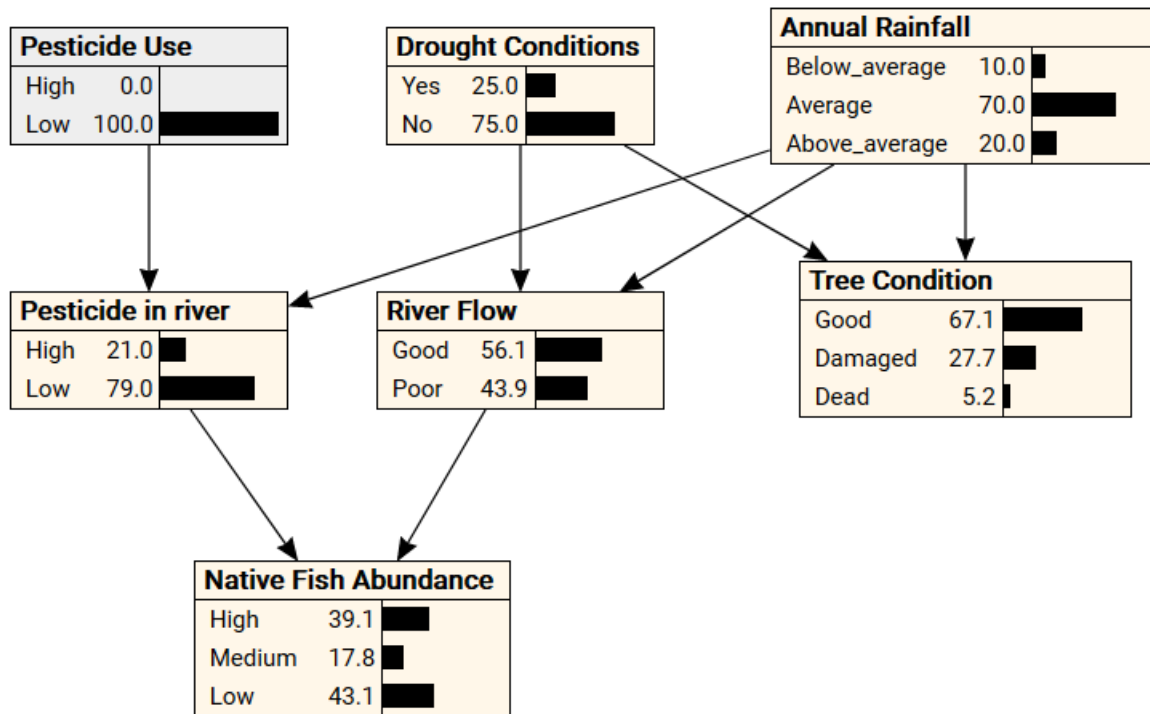 Pesticide Use
High 0.0
Low 100.0
Drought Conditions
Yes 25.0
No 75.0
Annual Rainfall
Below_average 10.0
Average 70.0
Above_average 20.0
Pesticide in river
High 21.0
Low 79.0
River Flow
Good 56.1
Poor 43.9
Tree Condition
Good 67.1
Damaged 27.7
Dead 5.2
Native Fish Abundance
High 39.1
Medium 17.8
Low 43.1